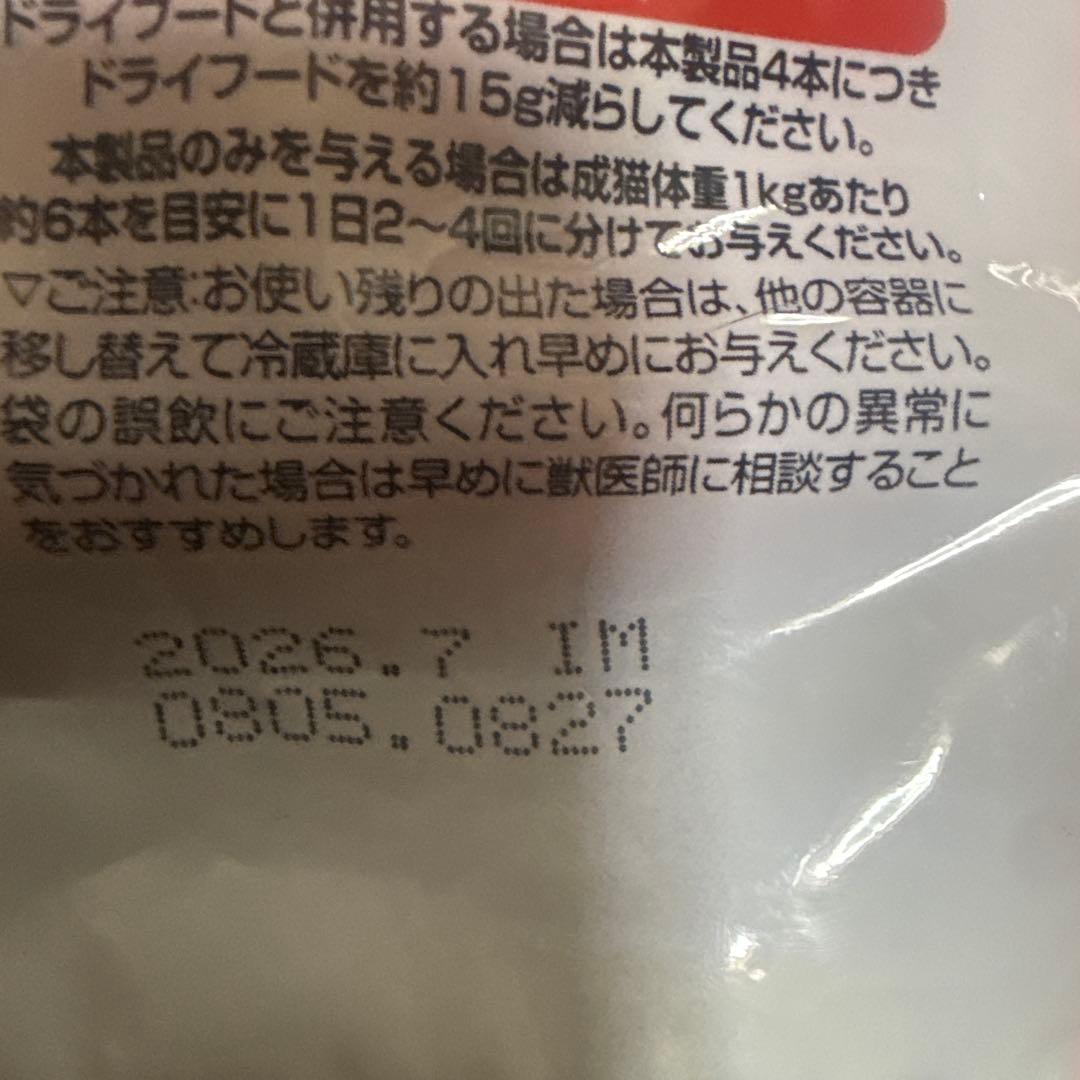 ドライフードと併用する場合は本製品4本につき
ドライフードを約15g減らしてください。
本製品のみを与える場合は成猫体重1kgあたり
約6本を目安に1日2〜4回に分けてお与えください。
▽ご注意:お使い残りの出た場合は、他の容器に
移し替えて冷蔵庫に入れ早めにお与えください。
袋の誤飲にご注意ください。何らかの異常に
気づかれた場合は早めに獣医師に相談すること
をおすすめします。
2026.7 IM
0805.0827